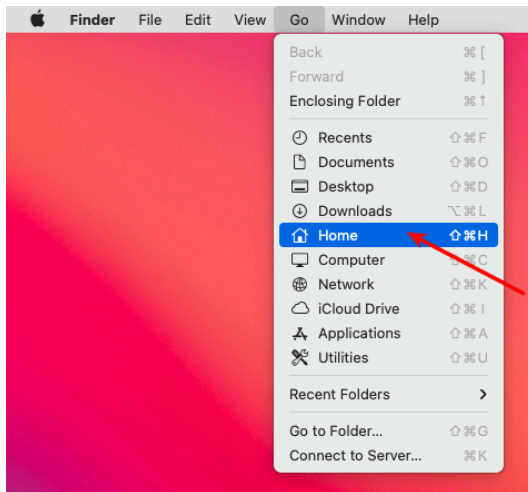 Finder File Edit View Go Window Help
Back ⌘ [
Forward ⌘ ]
Enclosing Folder ⌘ ↑
Recents ⇧ ⌘ F
Documents ⇧ ⌘ O
Desktop ⇧ ⌘ D
Downloads ⌥ ⌘ L
Home ⇧ ⌘ H
Computer ⇧ ⌘ C
Network ⇧ ⌘ K
iCloud Drive ⇧ ⌘ I
Applications ⇧ ⌘ A
Utilities ⇧ ⌘ U
Recent Folders
Go to Folder... ⇧ ⌘ G
Connect to Server... ⌘ K